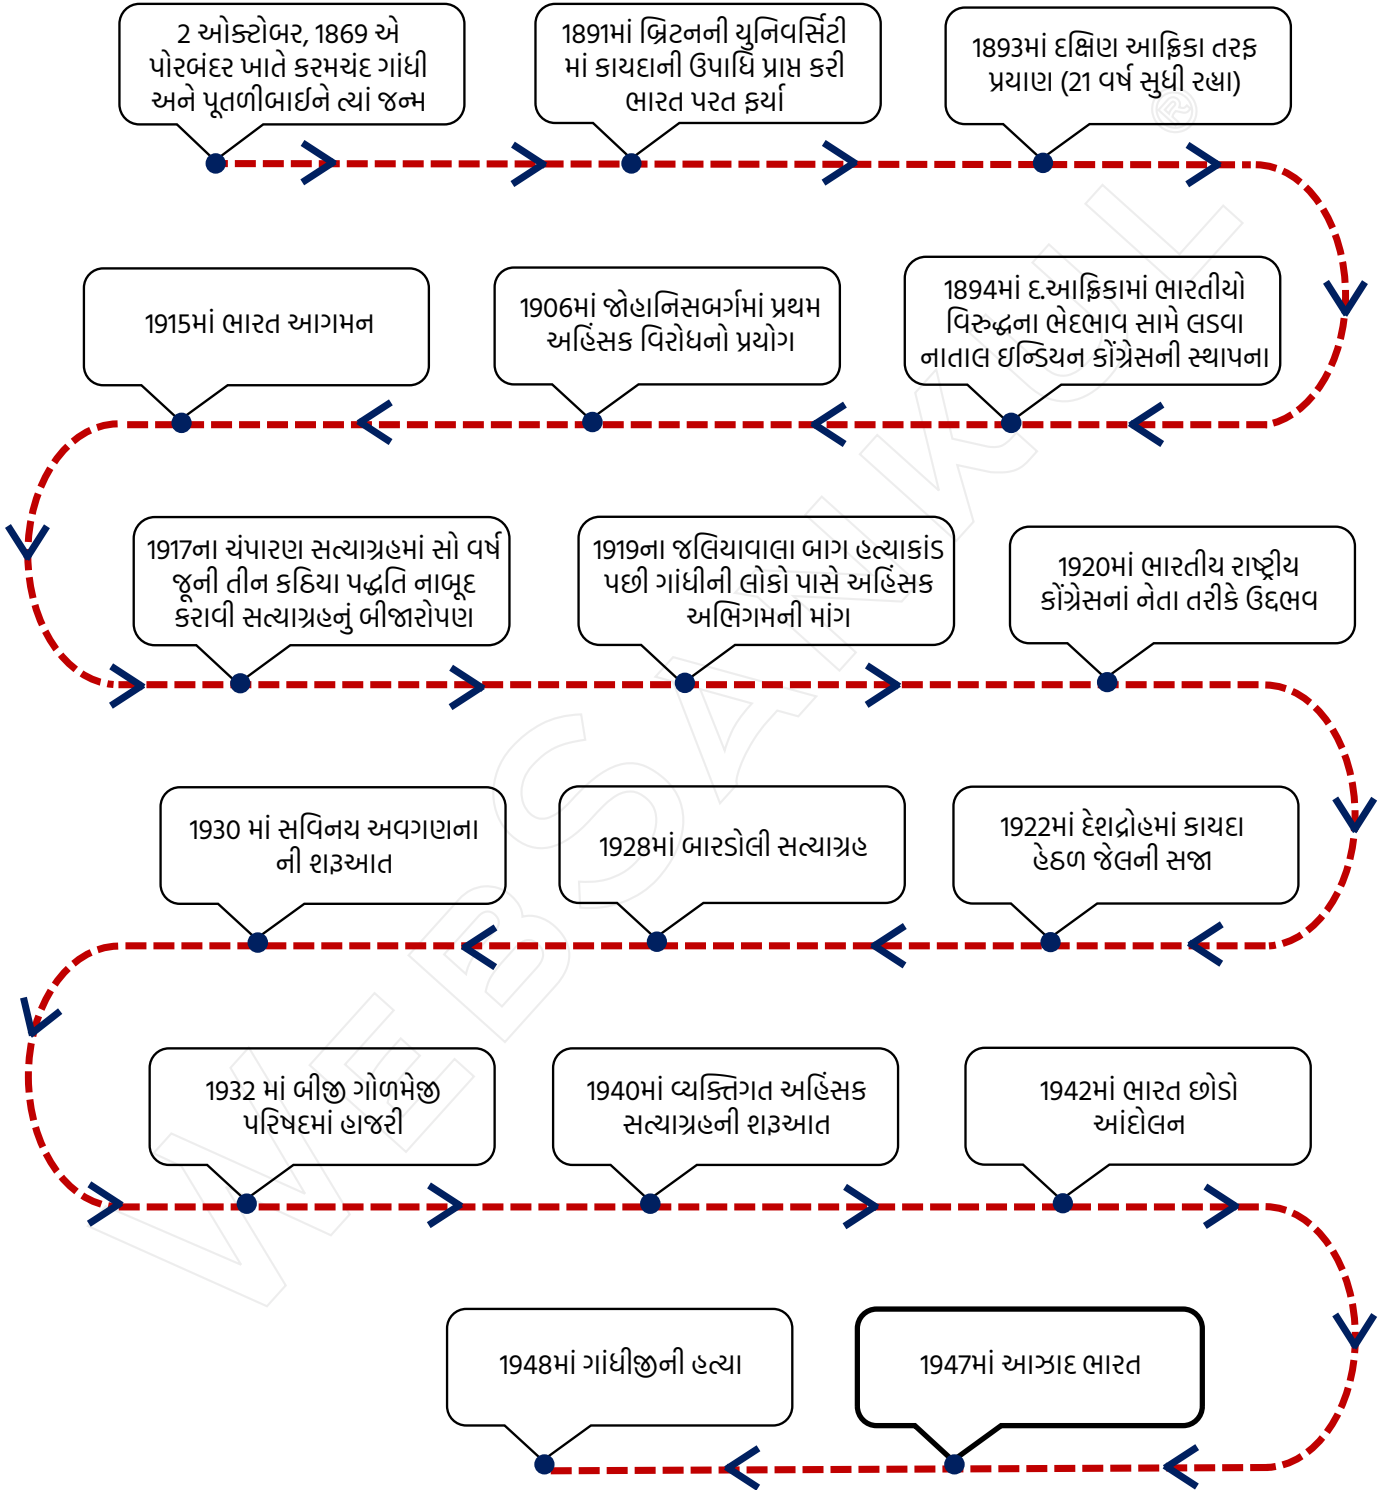 2 ઓક્ટોબર, 1869 એ
પોરબંદર ખાતે કરમચંદ ગાંધી
અને પૂતળીબાઈને ત્યાં જન્મ
1891માં બ્રિટનની યુનિવર્સિટી
માં કાયદાની ઉપાધિ પ્રાપ્ત કરી
ભારત પરત ફર્યા
1893માં દક્ષિણ આફ્રિકા તરફ
પ્રયાણ (21 વર્ષ સુધી રહ્યા)
1894માં દ.આફ્રિકામાં ભારતીયો
વિરુદ્ધના ભેદભાવ સામે લડવા
નાતાલ ઇન્ડિયન કોંગ્રેસની સ્થાપના
1906માં જોહાનિસબર્ગમાં પ્રથમ
અહિંસક વિરોધનો પ્રયોગ
1915માં ભારત આગમન
1917ના ચંપારણ સત્યાગ્રહમાં સો વર્ષ
જૂની તીન કઠિયા પદ્ધતિ નાબૂદ
કરાવી સત્યાગ્રહનું બીજારોપણ
1919ના જલિયાવાલા બાગ હત્યાકાંડ
પછી ગાંધીની લોકો પાસે અહિંસક
અભિગમની માંગ
1920માં ભારતીય રાષ્ટ્રીય
કોંગ્રેસનાં નેતા તરીકે ઉદ્દભવ
1922માં દેશદ્રોહમાં કાયદા
હેઠળ જેલની સજા
1928માં બારડોલી સત્યાગ્રહ
1930 માં સવિનય અવગણના
ની શરૂઆત
1932 માં બીજી ગોળમેજી
પરિષદમાં હાજરી
1940માં વ્યક્તિગત અહિંસક
સત્યાગ્રહની શરૂઆત
1942માં ભારત છોડો
આંદોલન
1947માં આઝાદ ભારત
1948માં ગાંધીજીની હત્યા
WEBSANKUL ®